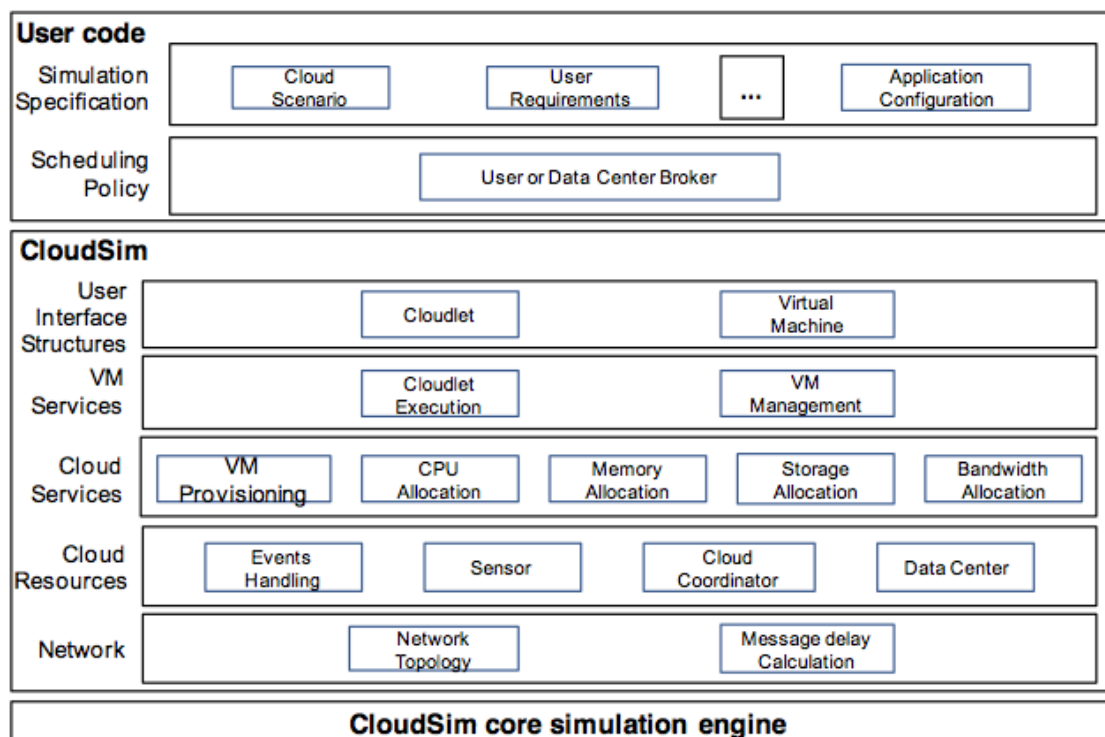 User code
Simulation
Specification
Cloud
Scenario
User
Requirements
...
Application
Configuration
Scheduling
Policy
User or Data Center Broker
CloudSim
User
Interface
Structures
Cloudlet
Virtual
Machine
VM
Services
Cloudlet
Execution
VM
Management
Cloud
Services
VM
Provisioning
CPU
Allocation
Memory
Allocation
Storage
Allocation
Bandwidth
Allocation
Cloud
Resources
Events
Handling
Sensor
Cloud
Coordinator
Data Center
Network
Network
Topology
Message delay
Calculation
CloudSim core simulation engine